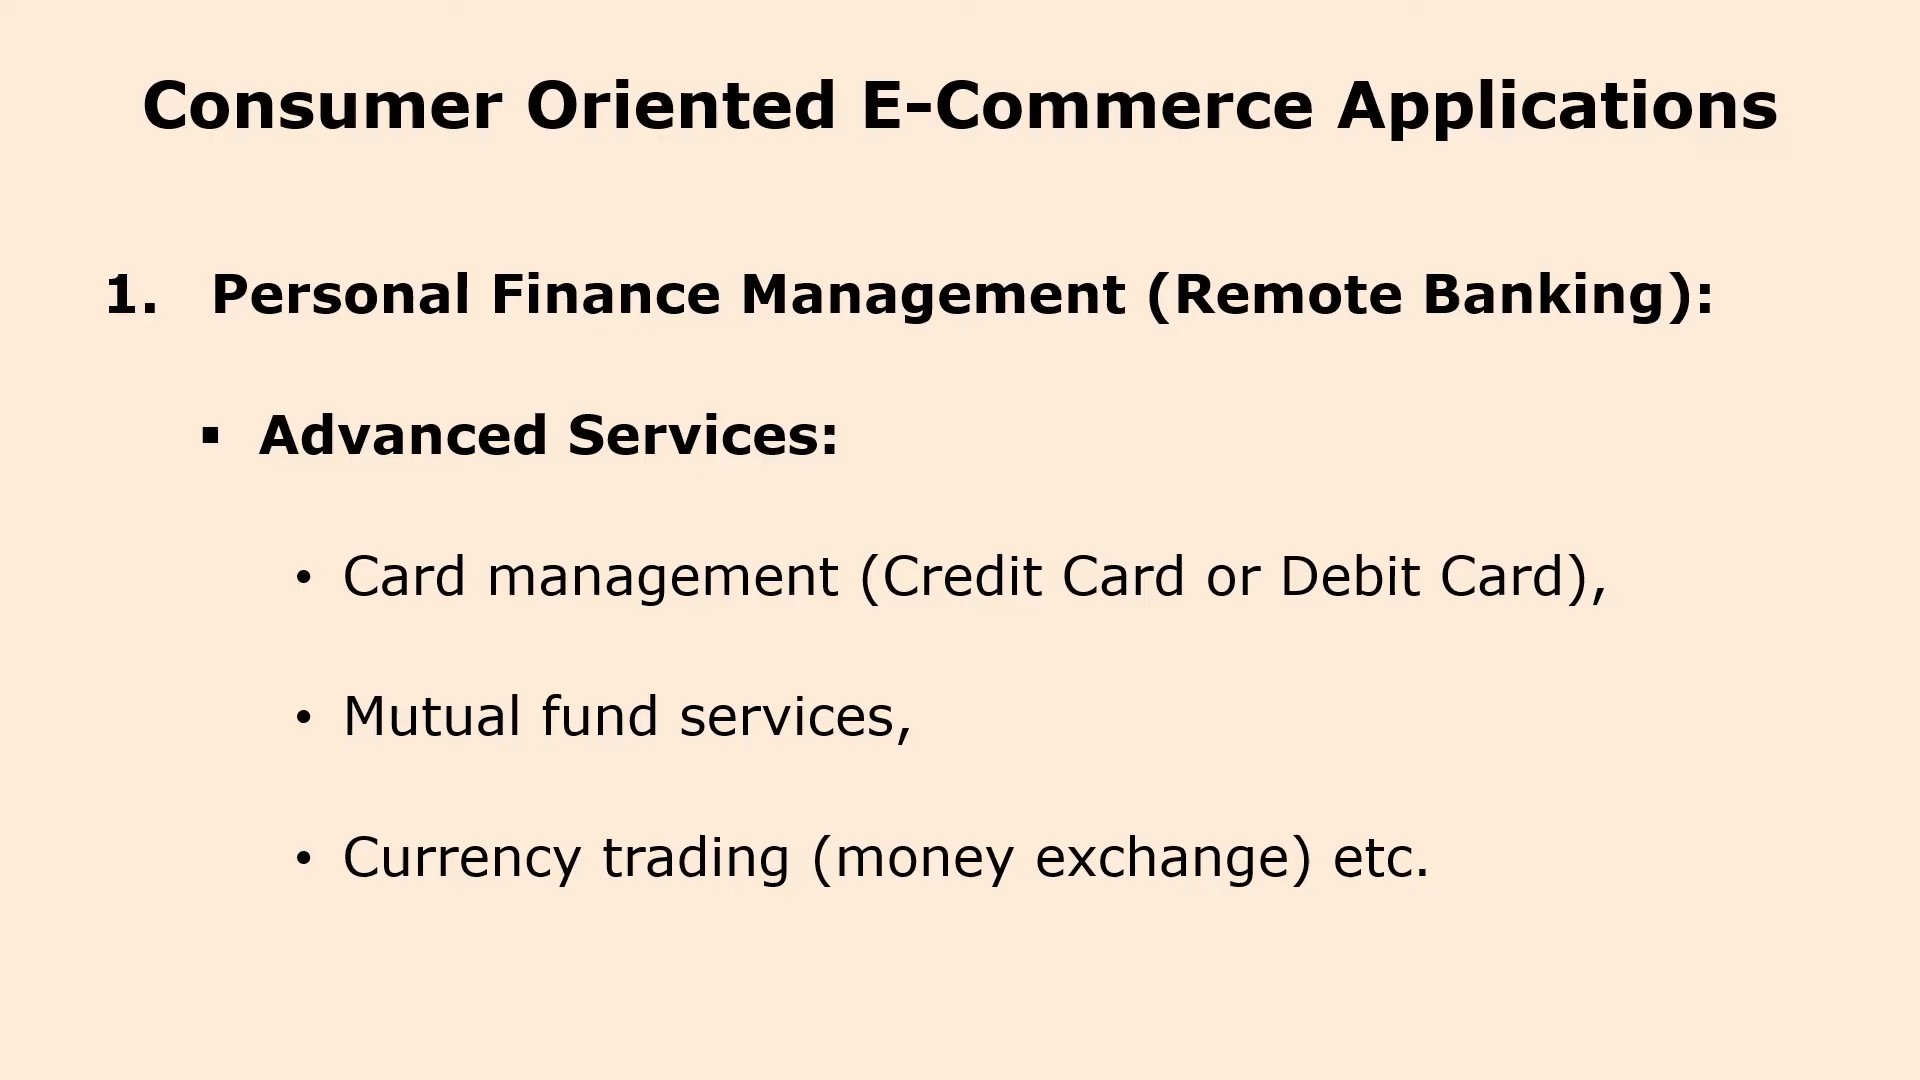 Consumer Oriented E-Commerce Applications
1. Personal Finance Management (Remote Banking):
▪ Advanced Services:
• Card management (Credit Card or Debit Card),
• Mutual fund services,
• Currency trading (money exchange) etc.